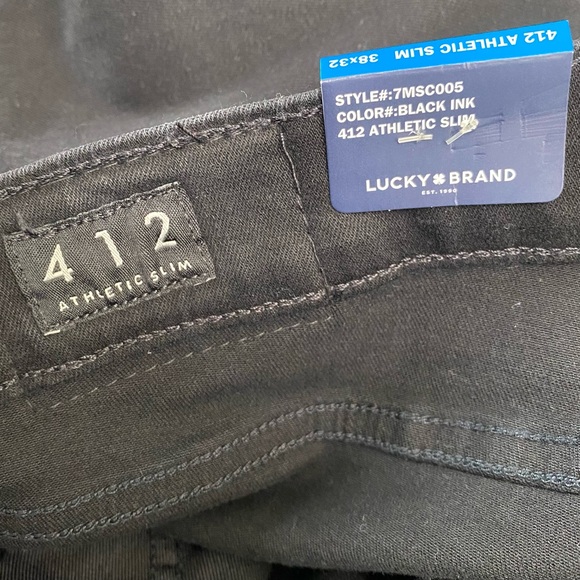 412 ATHLETIC SLIM
38x32
STYLE#:7MSC005
COLOR#:BLACK INK
412 ATHLETIC SLIM
LUCKY BRAND
EST. 1990
412
ATHLETIC SLIM